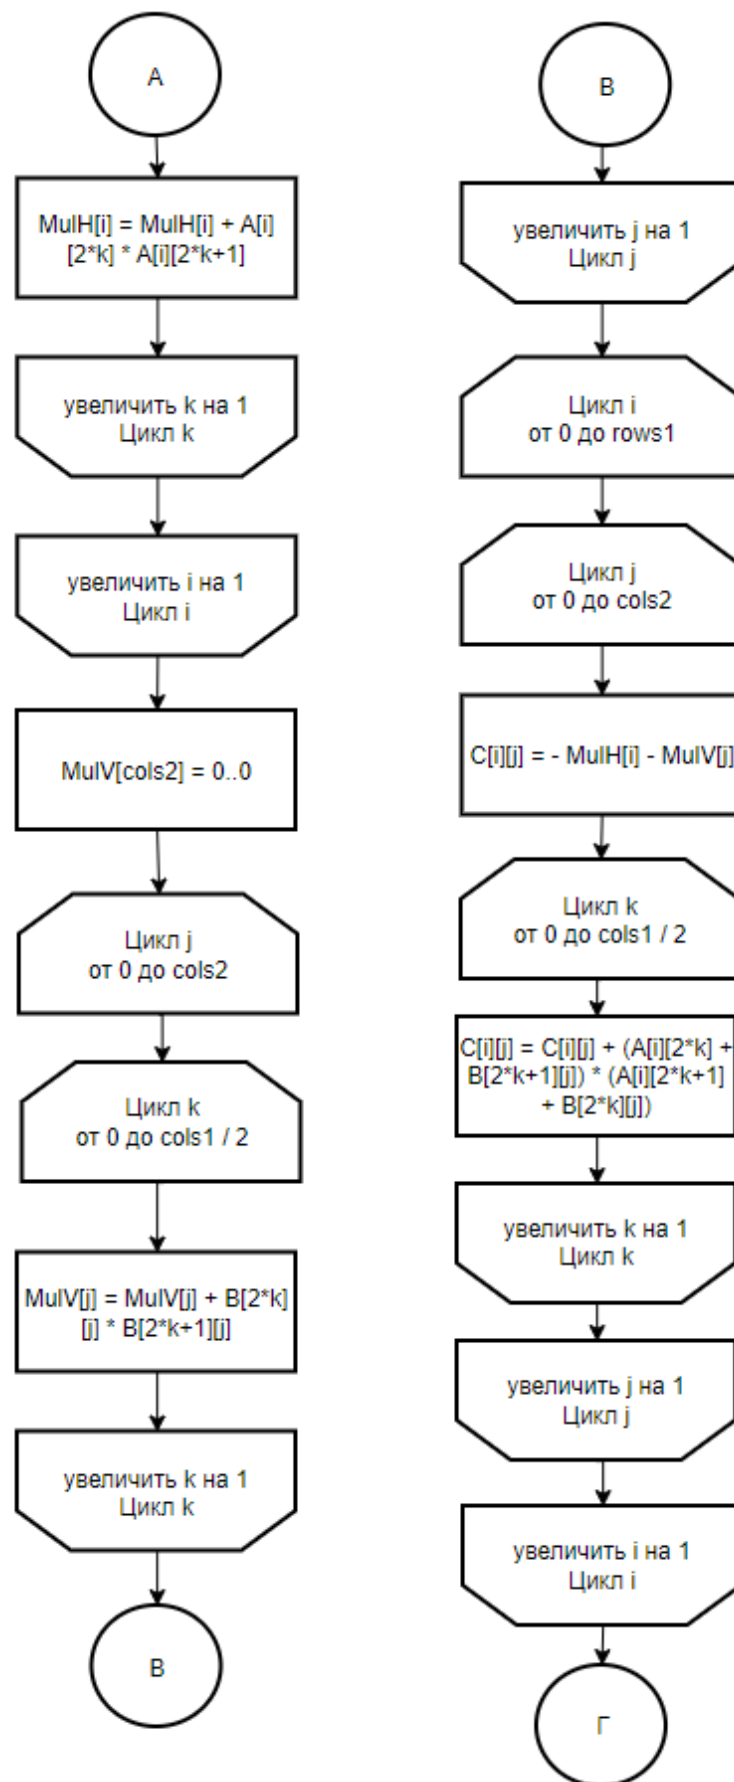 А
MulH[i] = MulH[i] + A[i]
[2*k] * A[i][2*k+1]
увеличить k на 1
Цикл k
увеличить i на 1
Цикл i
MulV[cols2] = 0..0
Цикл j
от 0 до cols2
Цикл k
от 0 до cols1 / 2
MulV[j] = MulV[j] + B[2*k]
[j] * B[2*k+1][j]
увеличить k на 1
Цикл k
В
В
увеличить j на 1
Цикл j
Цикл i
от 0 до rows1
Цикл j
от 0 до cols2
C[i][j] = - MulH[i] - MulV[j]
Цикл k
от 0 до cols1 / 2
C[i][j] = C[i][j] + (A[i][2*k] +
B[2*k+1][j]) * (A[i][2*k+1]
+ B[2*k][j])
увеличить k на 1
Цикл k
увеличить j на 1
Цикл j
увеличить i на 1
Цикл i
Г